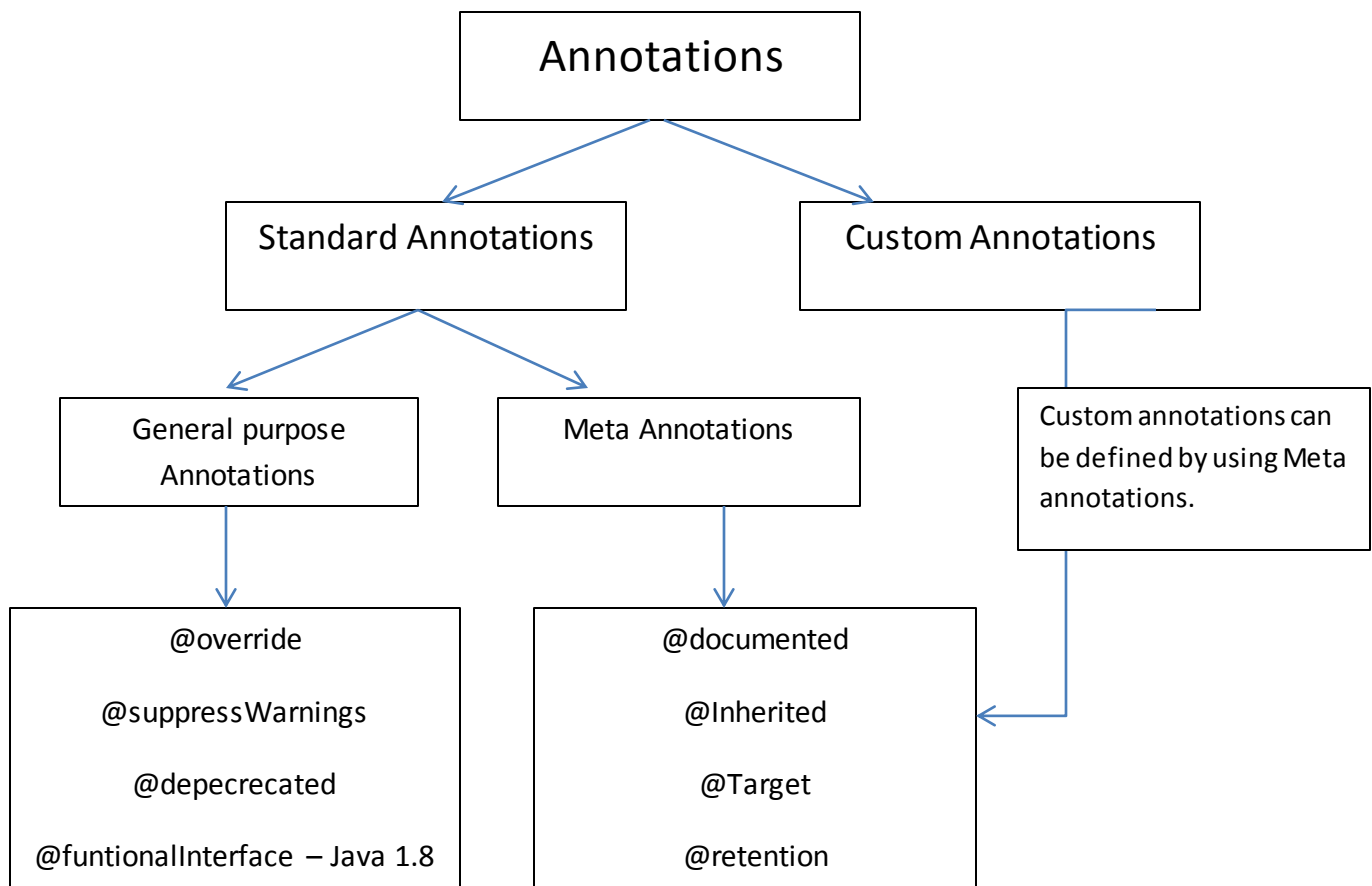 Annotations
Standard Annotations
Custom Annotations
General purpose
Annotations
Meta Annotations
Custom annotations can
be defined by using Meta
annotations.
@override
@suppressWarnings
@depecrecated
@funtionalInterface – Java 1.8
@documented
@Inherited
@Target
@retention